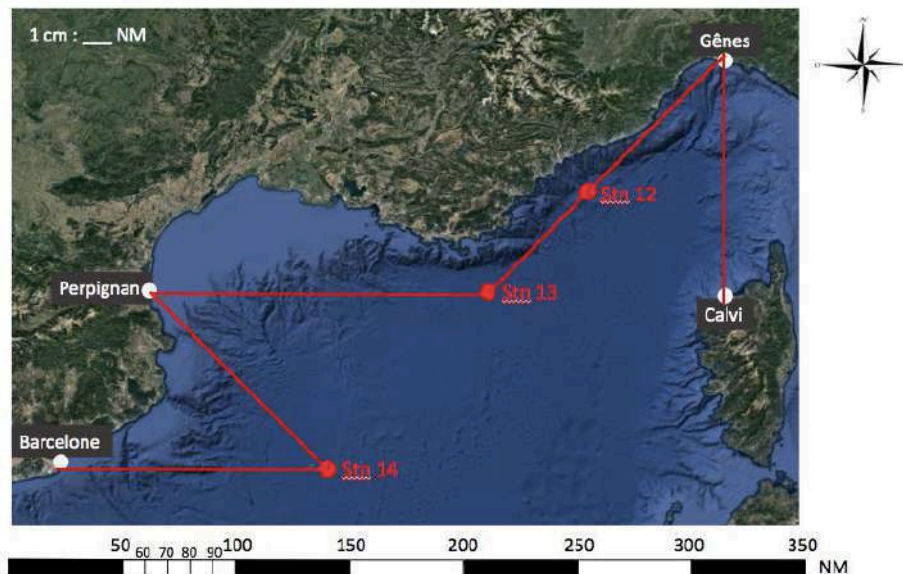 1 cm : ___ NM
Gênes
N
O
E
S
Stn 12
Perpignan
Stn 13
Calvi
Barcelone
Stn 14
50 60 70 80 90 100 150 200 250 300 350
NM